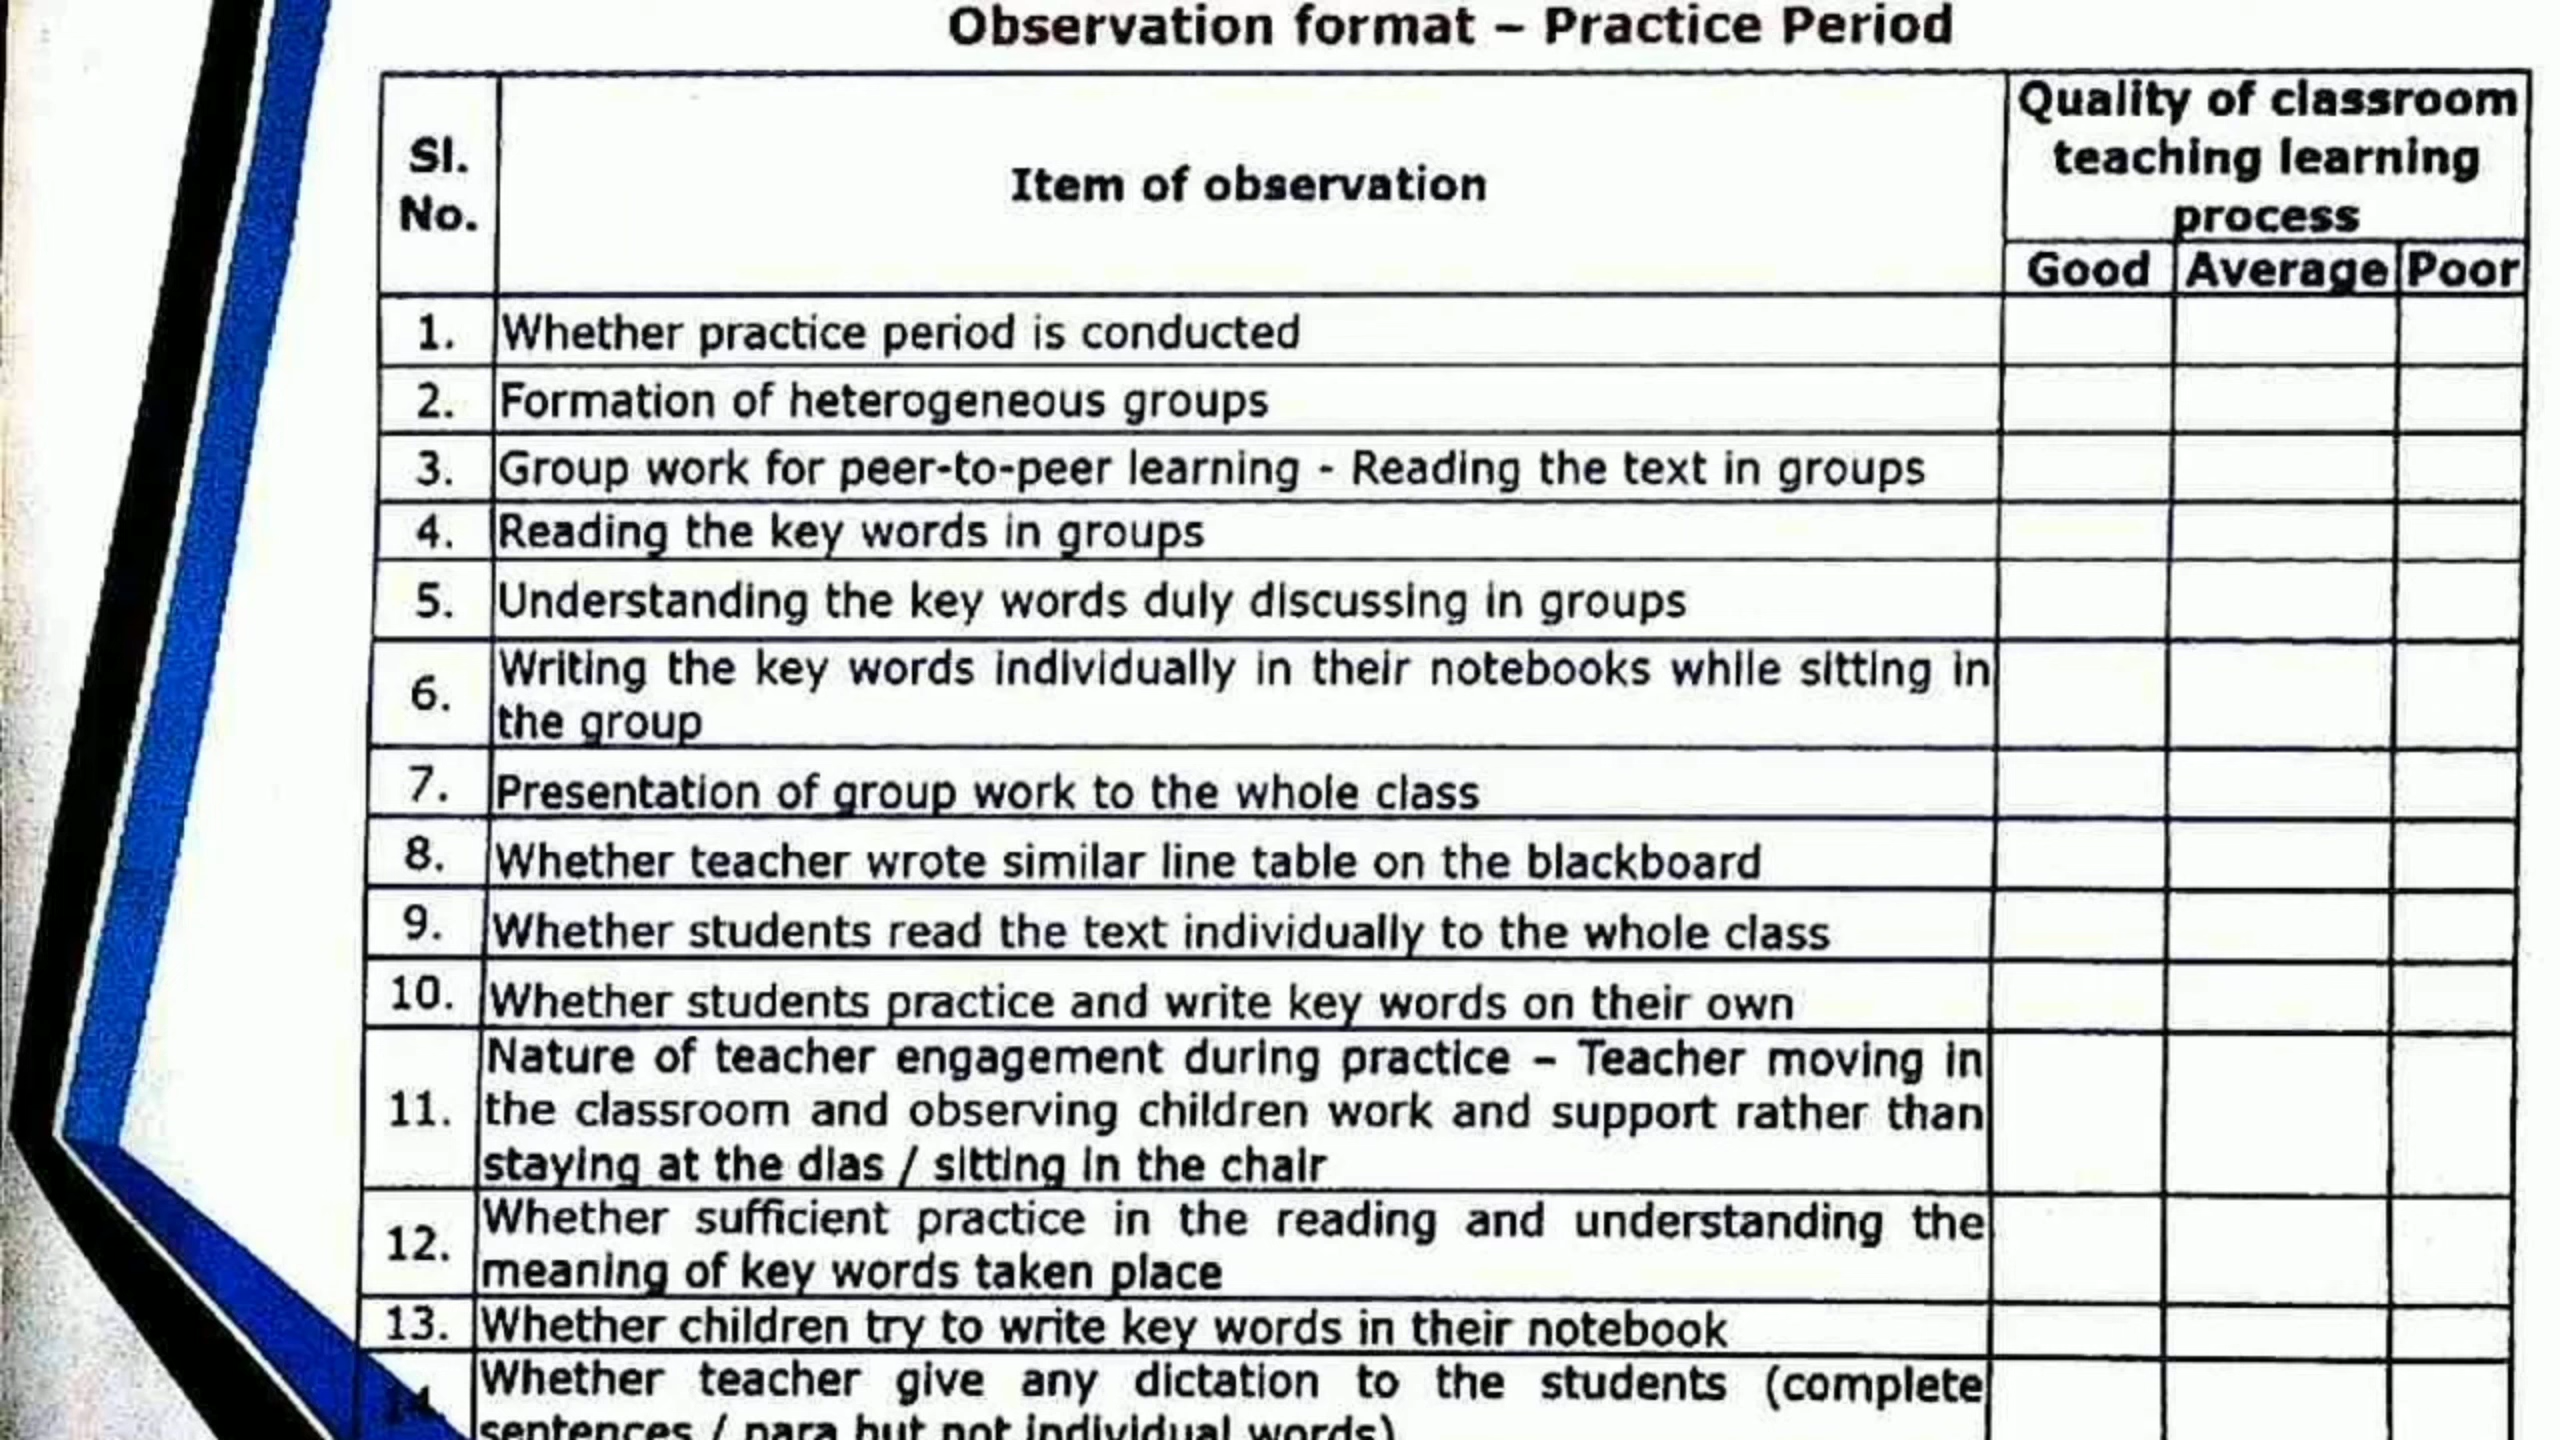 Observation format – Practice Period
Sl.
No.
Item of observation
Quality of classroom
teaching learning
process
Good Average Poor
1. Whether practice period is conducted
2. Formation of heterogeneous groups
3. Group work for peer-to-peer learning - Reading the text in groups
4. Reading the key words in groups
5. Understanding the key words duly discussing in groups
6. Writing the key words individually in their notebooks while sitting in
the group
7. Presentation of group work to the whole class
8. Whether teacher wrote similar line table on the blackboard
9. Whether students read the text individually to the whole class
10. Whether students practice and write key words on their own
11. Nature of teacher engagement during practice – Teacher moving in
the classroom and observing children work and support rather than
staying at the dias / sitting in the chair
12. Whether sufficient practice in the reading and understanding the
meaning of key words taken place
13. Whether children try to write key words in their notebook
14. Whether teacher give any dictation to the students (complete
sentences / para but not individual words)